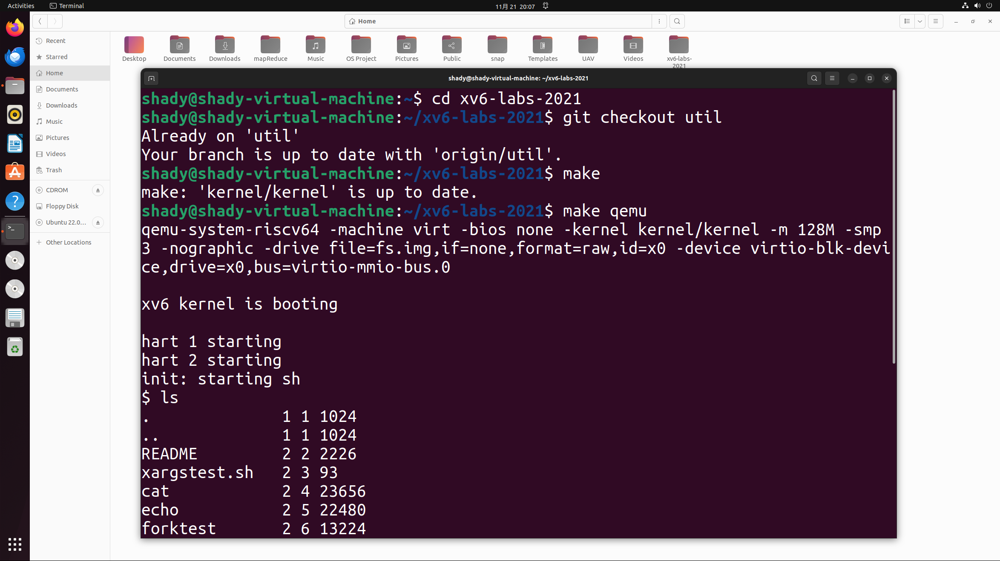 Activities
Terminal
11月 21 20:07
Home
Recent
Starred
Home
Documents
Downloads
Music
Pictures
Videos
Trash
CDROM
Floppy Disk
Ubuntu 22.0…
Other Locations
Desktop
Documents
Downloads
mapReduce
Music
OS Project
Pictures
Public
snap
Templates
UAV
Videos
xv6-labs-
2021
shady@shady-virtual-machine: ~/xv6-labs-2021
shady@shady-virtual-machine:~$ cd xv6-labs-2021
shady@shady-virtual-machine:~/xv6-labs-2021$ git checkout util
Already on 'util'
Your branch is up to date with 'origin/util'.
shady@shady-virtual-machine:~/xv6-labs-2021$ make
make: 'kernel/kernel' is up to date.
shady@shady-virtual-machine:~/xv6-labs-2021$ make qemu
qemu-system-riscv64 -machine virt -bios none -kernel kernel/kernel -m 128M -smp
3 -nographic -drive file=fs.img,if=none,format=raw,id=x0 -device virtio-blk-devi
ce,drive=x0,bus=virtio-mmio-bus.0
xv6 kernel is booting
hart 1 starting
hart 2 starting
init: starting sh
$ ls
. 1 1 1024
.. 1 1 1024
README 2 2 2226
xargstest.sh 2 3 93
cat 2 4 23656
echo 2 5 22480
forktest 2 6 13224